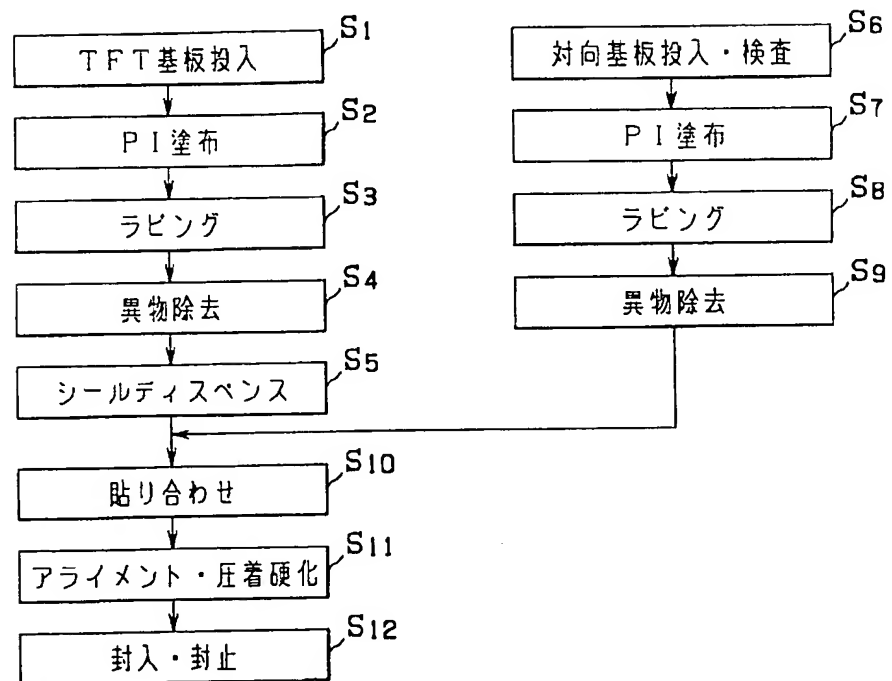 S1
TFT基板投入
S2
PI塗布
S3
ラビング
S4
異物除去
S5
シールディスペンス
S6
対向基板投入・検査
S7
PI塗布
S8
ラビング
S9
異物除去
S10
貼り合わせ
S11
アライメント・圧着硬化
S12
封入・封止